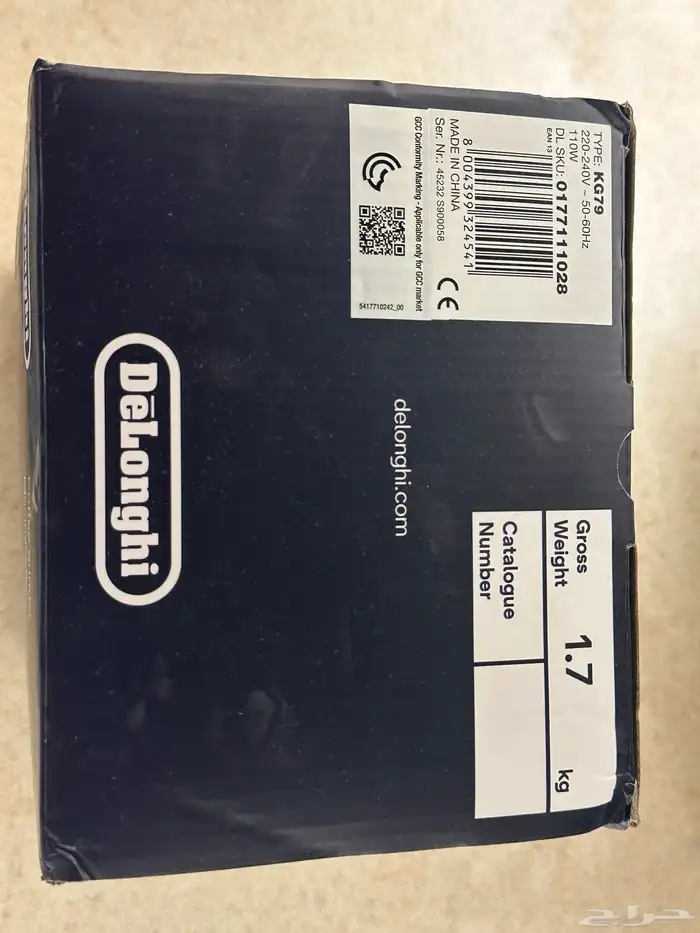 TYPE: KG79
220-240V ~ 50-60Hz
110W
DL SKU: 0177111028
EAN 13
8 004399 324541
MADE IN CHINA
Ser. Nr.: 45232 S900058
CE
GCC Conformity Marking - Applicable only for GCC market
5417710242_00
Gross
Weight
1.7
kg
Catalogue
Number
delonghi.com
DēLonghi
حراج